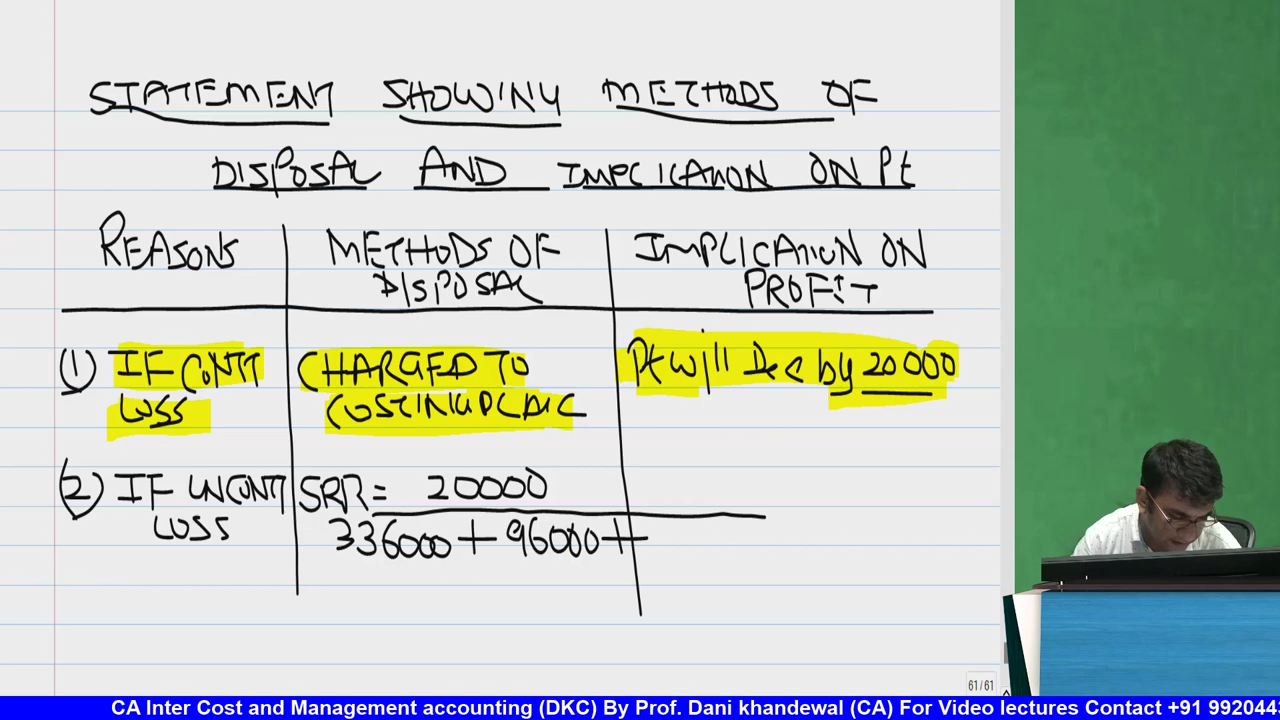 STATEMENT SHOWING METHODS OF
DISPOSAL AND IMPLICATION ON Pt
REASONS
METHODS OF DISPOSAL
IMPLICATION ON PROFIT
(1) IF CONTT LOSS
CHARGED TO COSTING P&L A/C
Pt will Dec by 20000
(2) IF UNCONTT LOSS
SRR = 20000
336000 + 96000 +
61/61
CA Inter Cost and Management accounting (DKC) By Prof. Dani khandewal (CA) For Video lectures Contact +91 992044